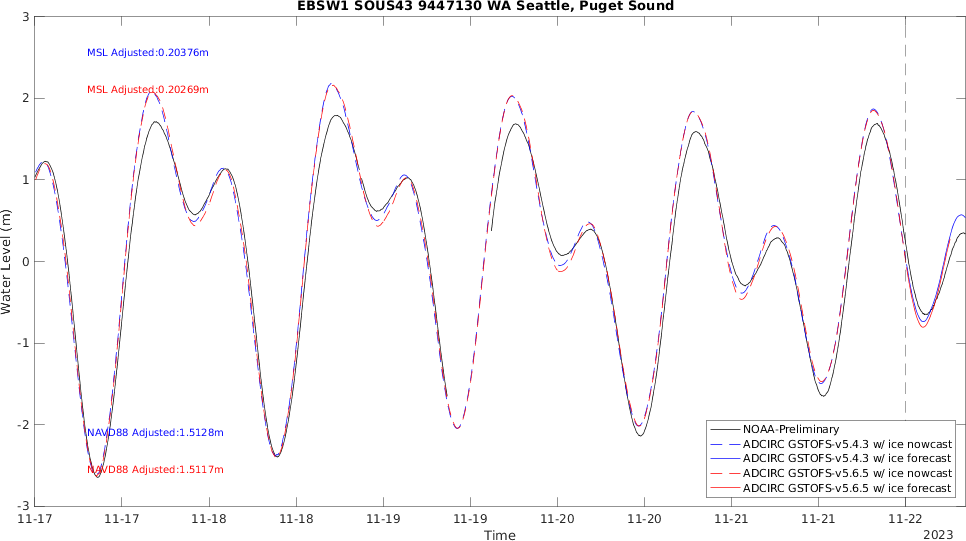 EBSW1 SOUS43 9447130 WA Seattle, Puget Sound
3
MSL Adjusted:0.20376m
MSL Adjusted:0.20269m
2
1
0
-1
-2
-3
Water Level (m)
NAVD88 Adjusted:1.5128m
NAVD88 Adjusted:1.5117m
NOAA-Preliminary
ADCIRC GSTOFS-v5.4.3 w/ ice nowcast
ADCIRC GSTOFS-v5.4.3 w/ ice forecast
ADCIRC GSTOFS-v5.6.5 w/ ice nowcast
ADCIRC GSTOFS-v5.6.5 w/ ice forecast
11-17 11-17 11-18 11-18 11-19 11-19 11-20 11-20 11-21 11-21 11-22
Time
2023